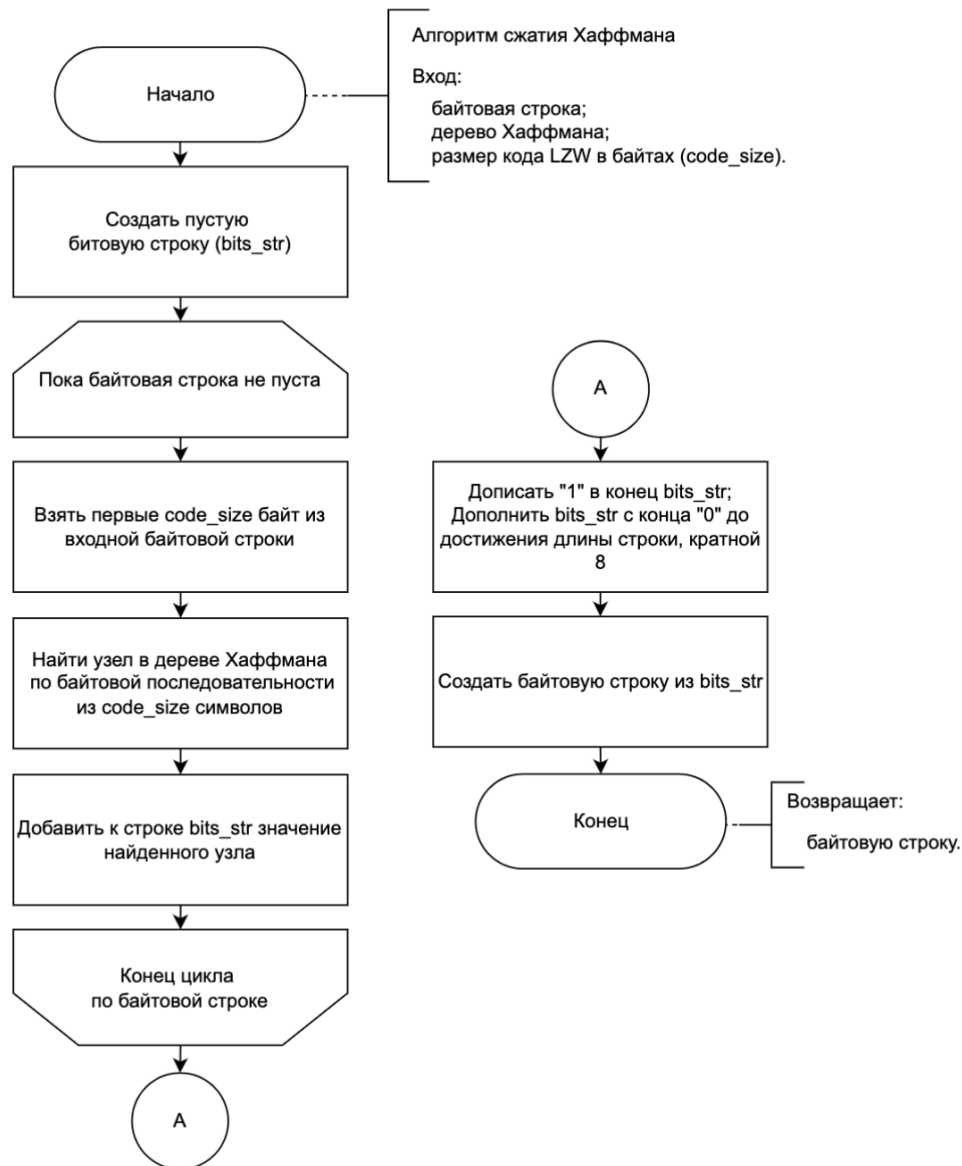 Алгоритм сжатия Хаффмана
Вход:
байтовая строка;
дерево Хаффмана;
размер кода LZW в байтах (code_size).
Начало
Создать пустую
битовую строку (bits_str)
Пока байтовая строка не пуста
Взять первые code_size байт из
входной байтовой строки
Найти узел в дереве Хаффмана
по байтовой последовательности
из code_size символов
Добавить к строке bits_str значение
найденного узла
Конец цикла
по байтовой строке
А
А
Дописать "1" в конец bits_str;
Дополнить bits_str с конца "0" до
достижения длины строки, кратной
8
Создать байтовую строку из bits_str
Конец
Возвращает:
байтовую строку.